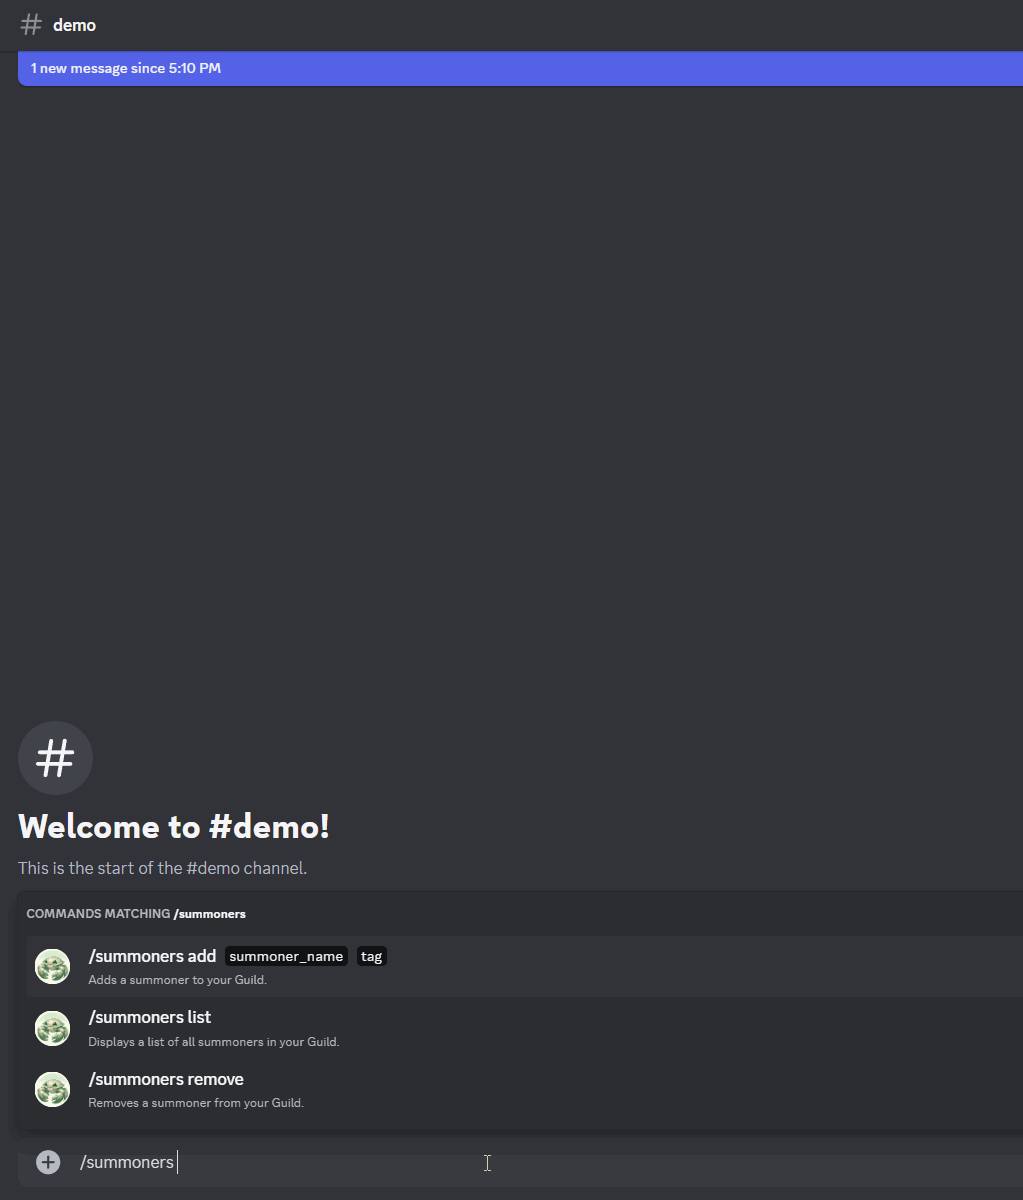 # demo
1 new message since 5:10 PM
#
Welcome to #demo!
This is the start of the #demo channel.
COMMANDS MATCHING /summoners
/summoners add summoner_name tag
Adds a summoner to your Guild.
/summoners list
Displays a list of all summoners in your Guild.
/summoners remove
Removes a summoner from your Guild.
/summoners